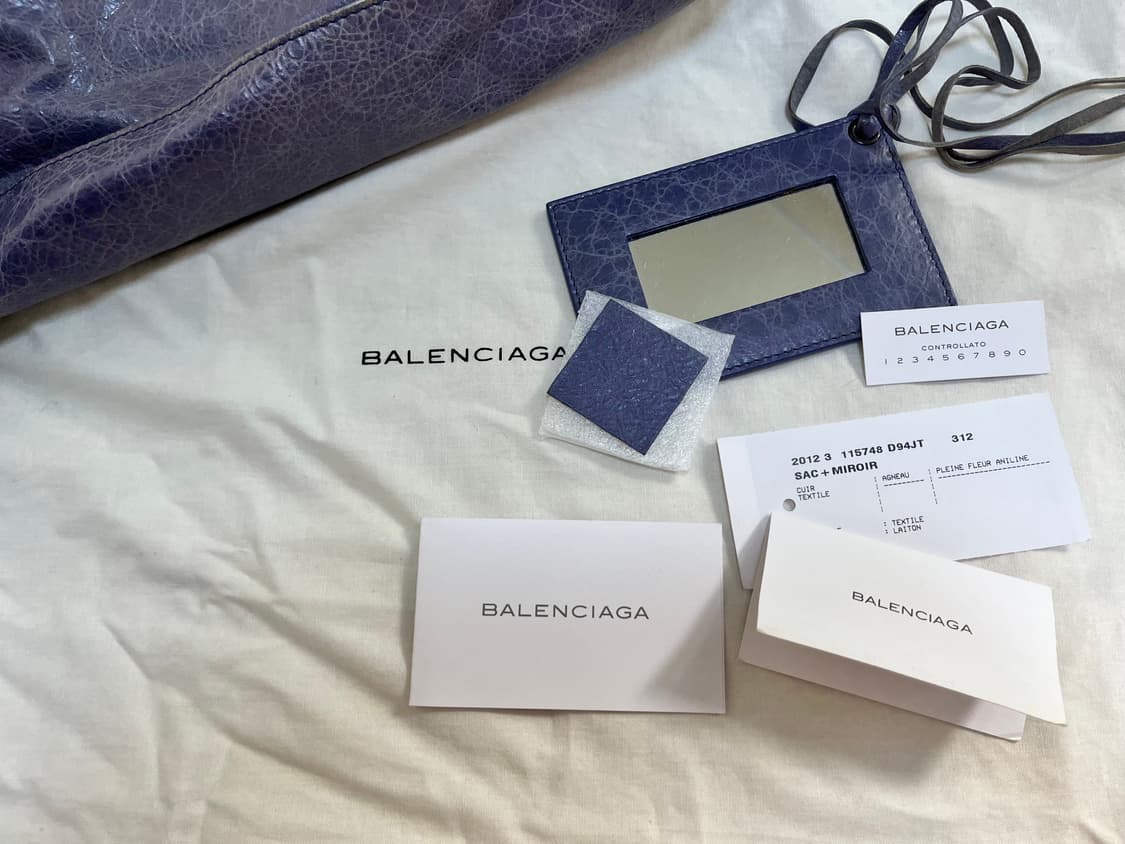 BALENCIAGA
BALENCIAGA
CONTROLLATO
1 2 3 4 5 6 7 8 9 0
2012 3 115748 D94JT 312
SAC + MIROIR
CUIR : AGNEAU : PLEINE FLEUR ANILINE
TEXTILE
: TEXTILE
: LAITON
BALENCIAGA
BALENCIAGA